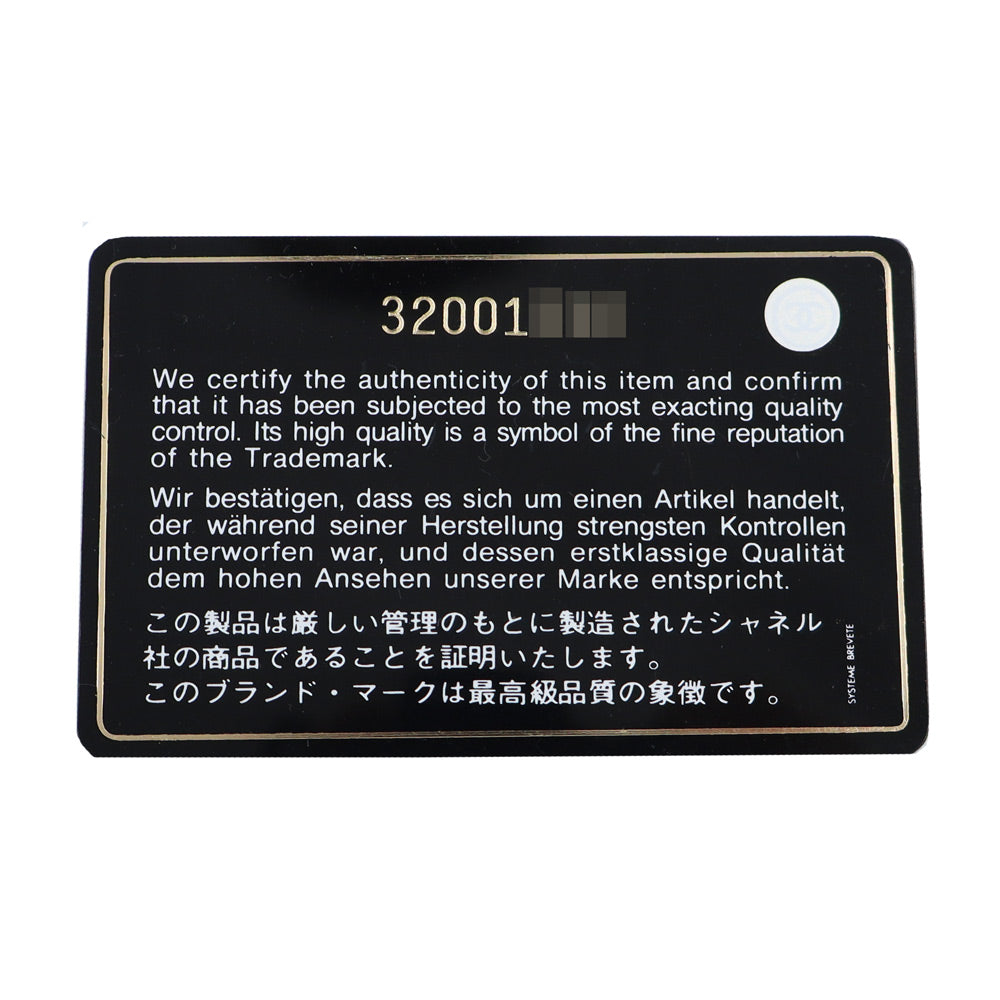 32001
We certify the authenticity of this item and confirm
that it has been subjected to the most exacting quality
control. Its high quality is a symbol of the fine reputation
of the Trademark.
Wir bestätigen, dass es sich um einen Artikel handelt,
der während seiner Herstellung strengsten Kontrollen
unterworfen war, und dessen erstklassige Qualität
dem hohen Ansehen unserer Marke entspricht.
この製品は厳しい管理のもとに製造されたシャネル
社の商品であることを証明いたします。
このブランド・マークは最高級品質の象徴です。
SYSTEME BREVETE